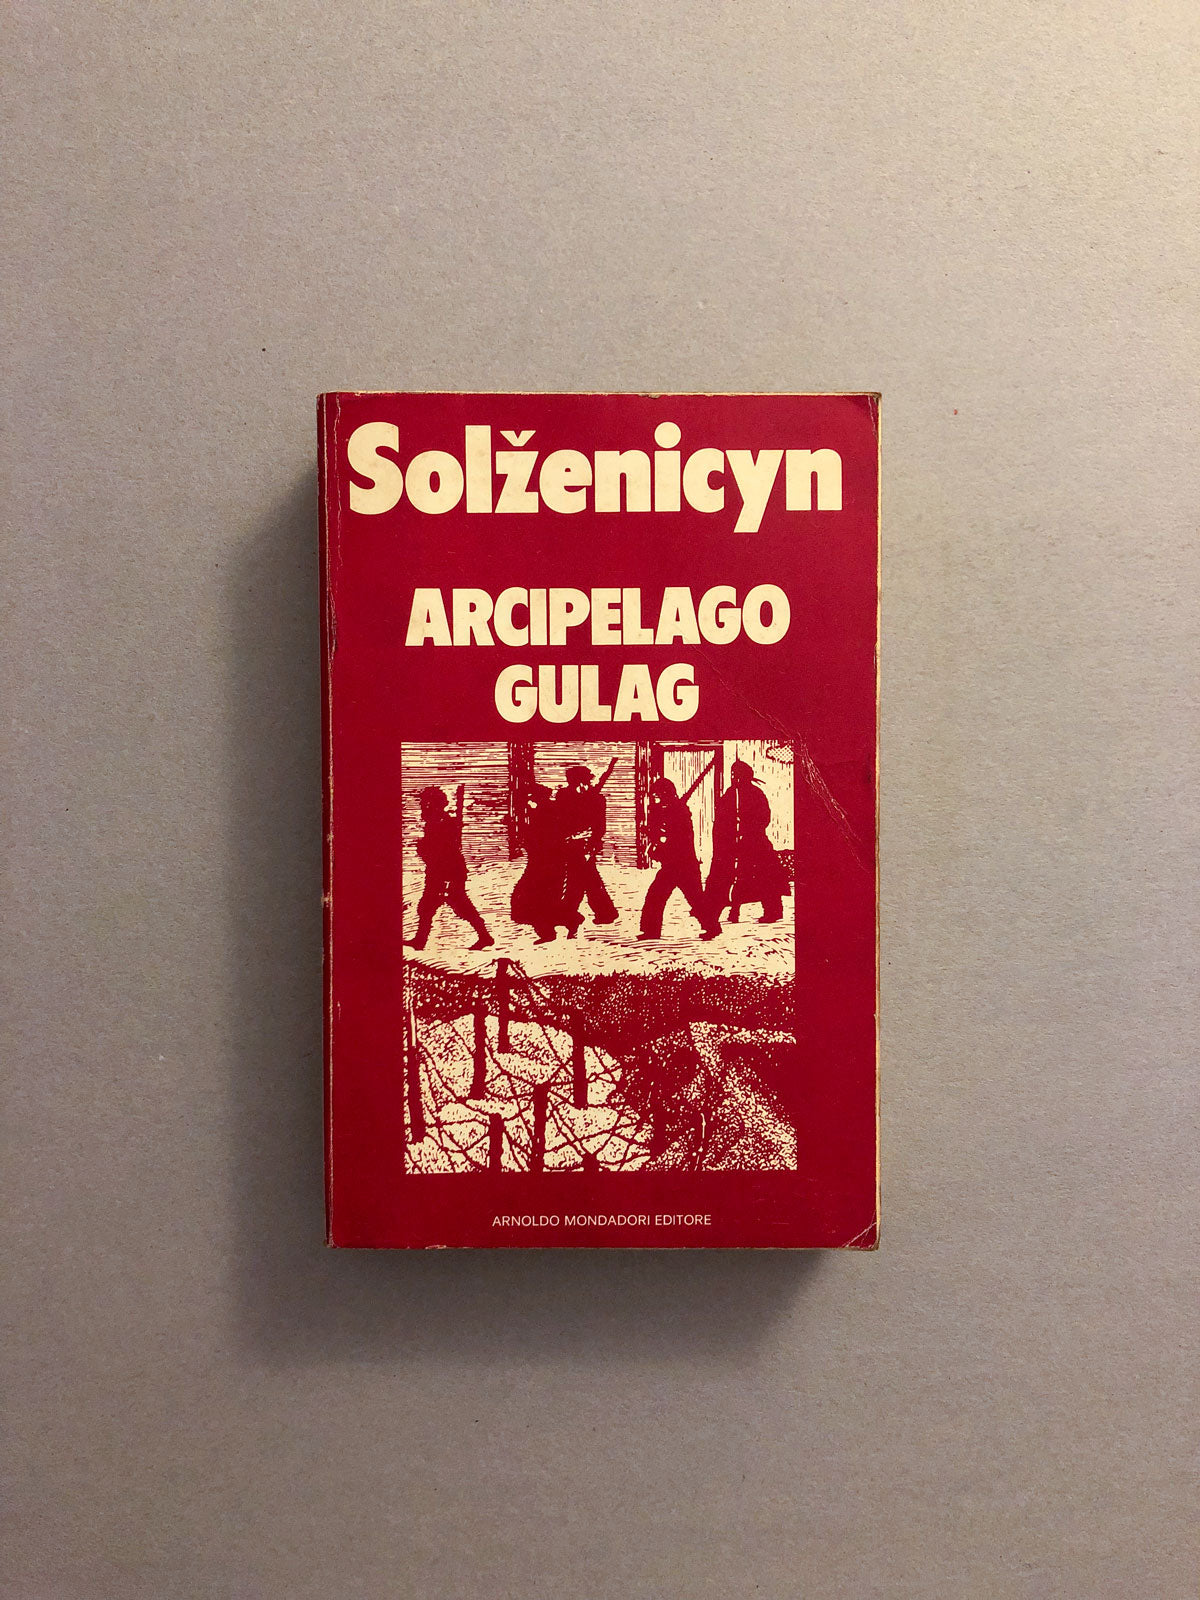 Solženicyn
ARCIPELAGO
GULAG
ARNOLDO MONDADORI EDITORE